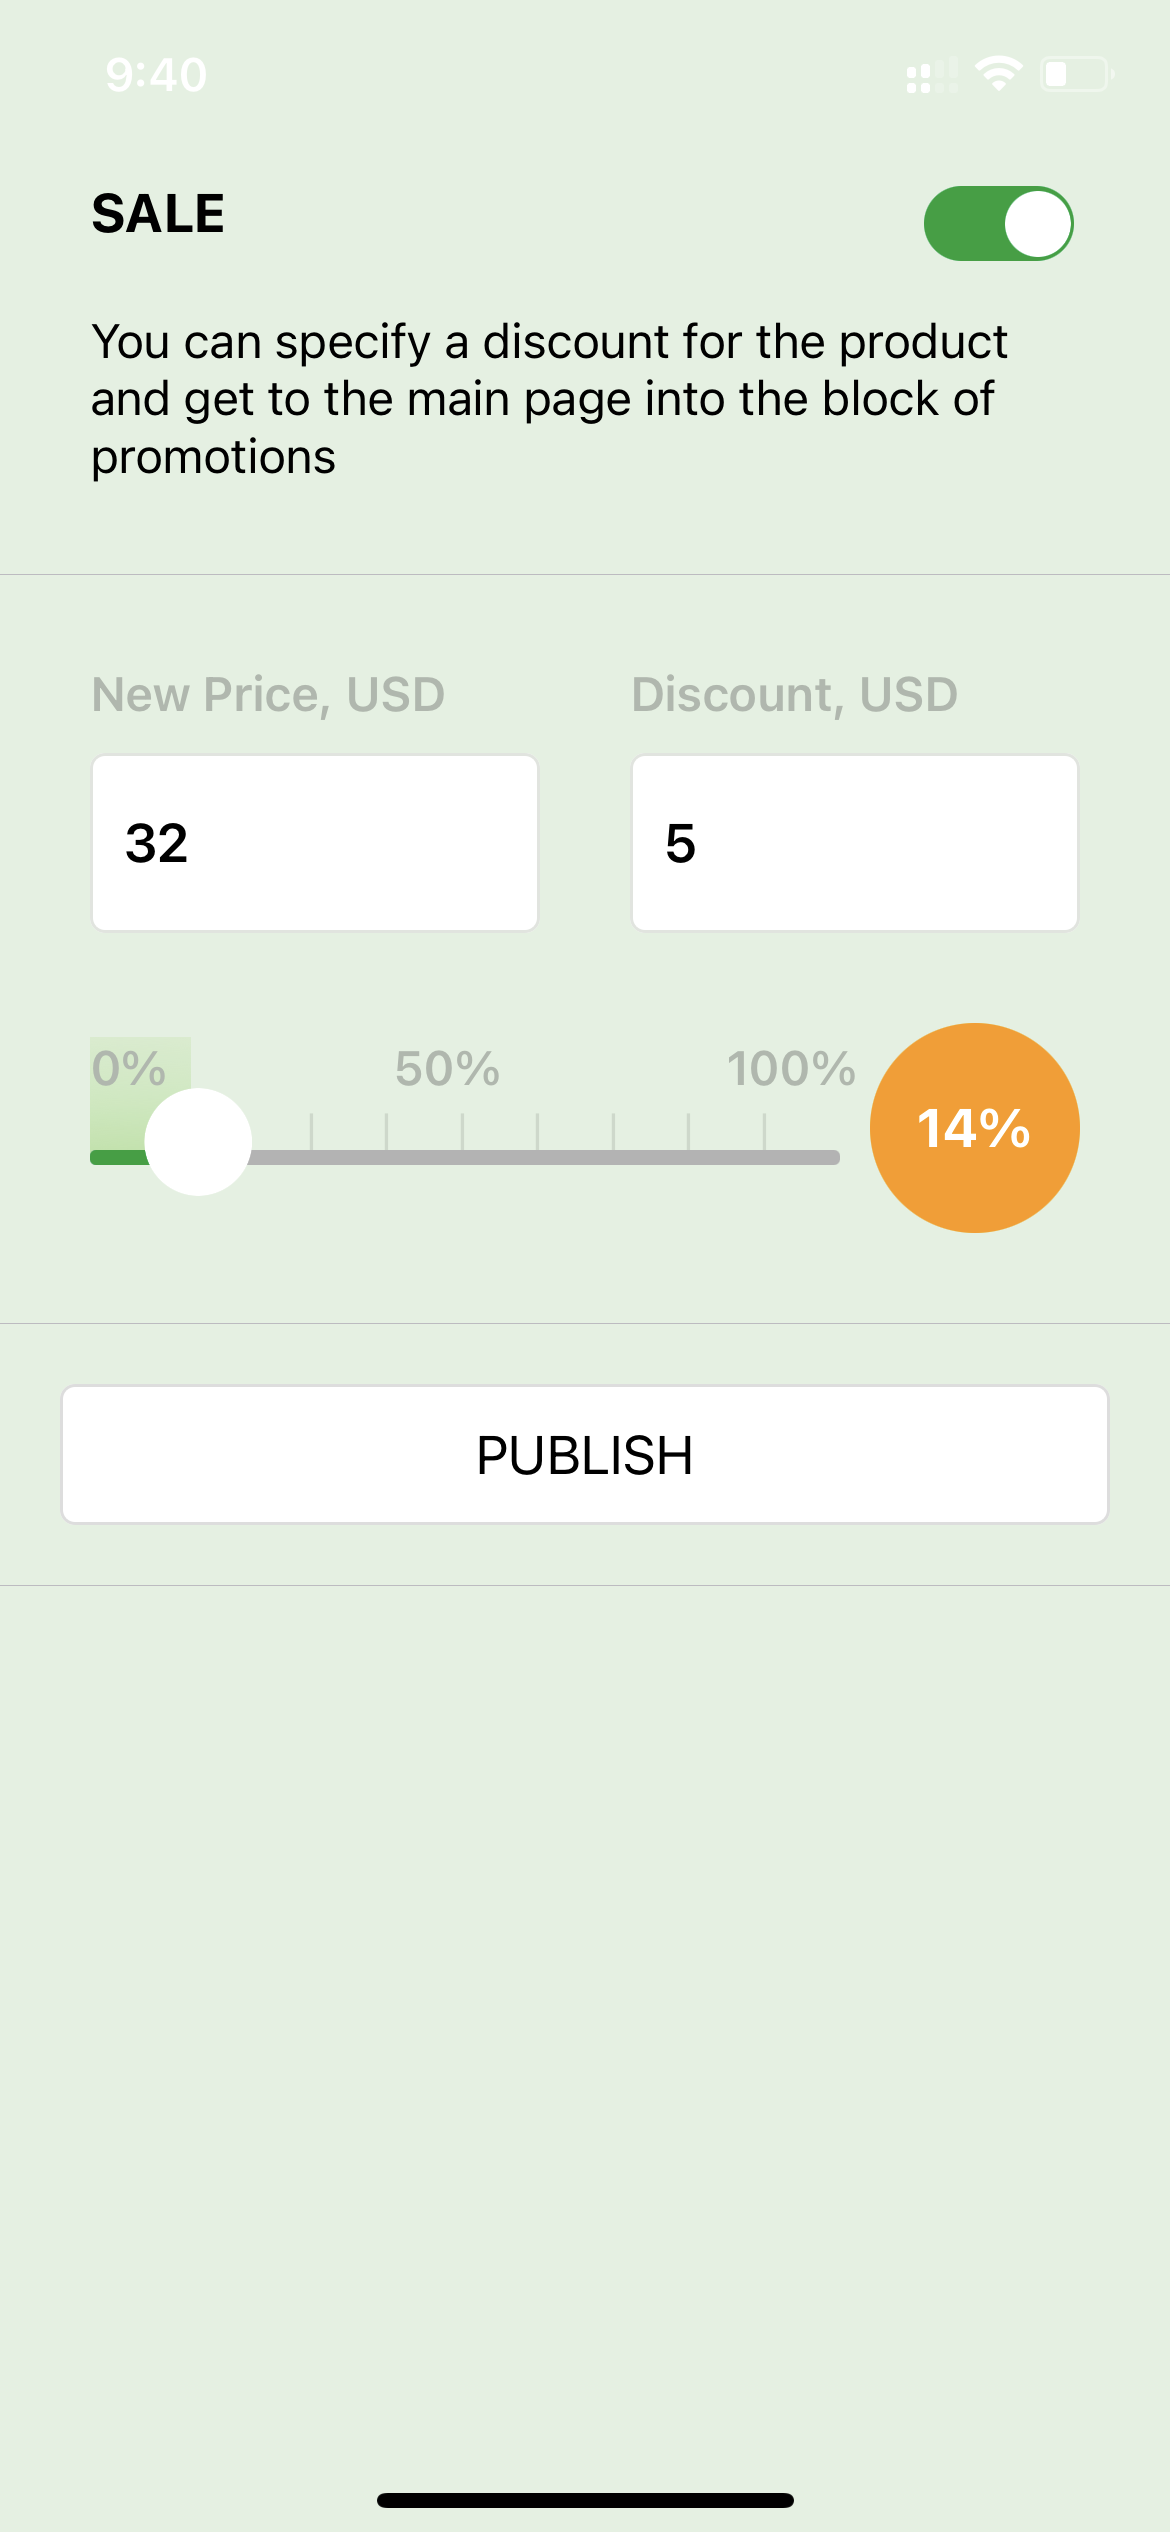 9:40
SALE
You can specify a discount for the product
and get to the main page into the block of
promotions
New Price, USD
Discount, USD
32
5
0%
50%
100%
14%
PUBLISH